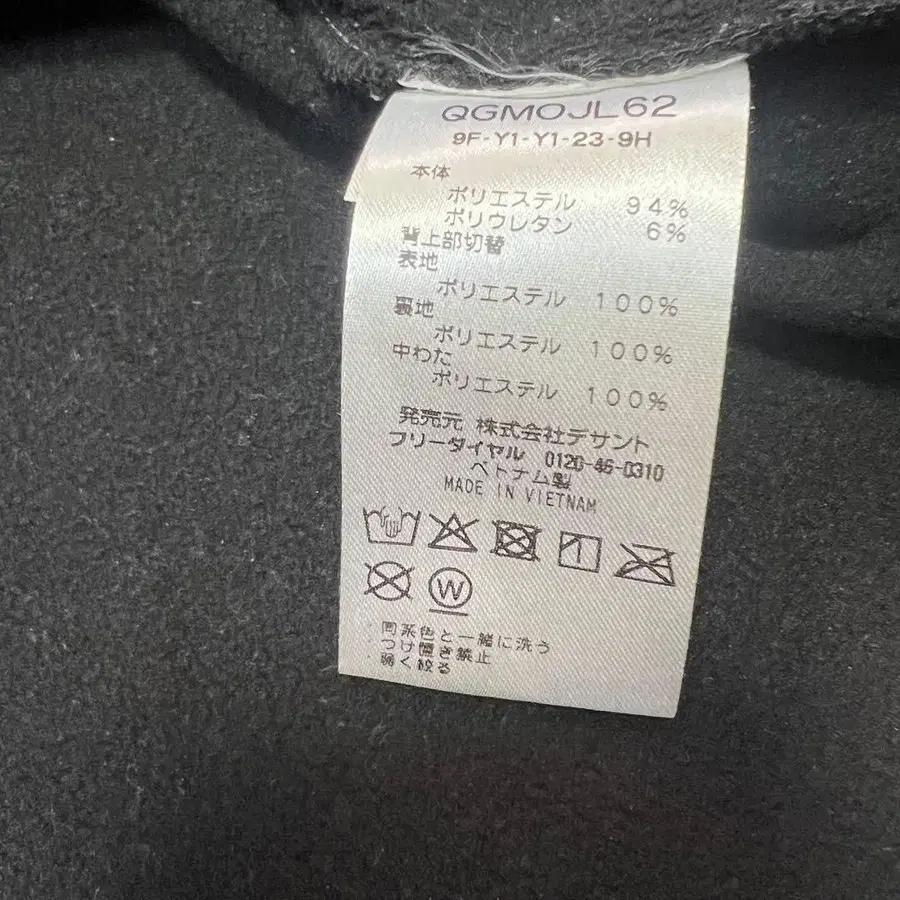 QGMOJL62
9F-Y1-Y1-23-9H
本体
ポリエステル 94%
ポリウレタン 6%
背上部切替
表地
ポリエステル 100%
裏地
ポリエステル 100%
中わた
ポリエステル 100%
発売元 株式会社デサント
フリーダイヤル 0120-46-0310
ベトナム製
MADE IN VIETNAM
W
・同系色と一緒に洗う
・つけ置き禁止
・弱く絞る